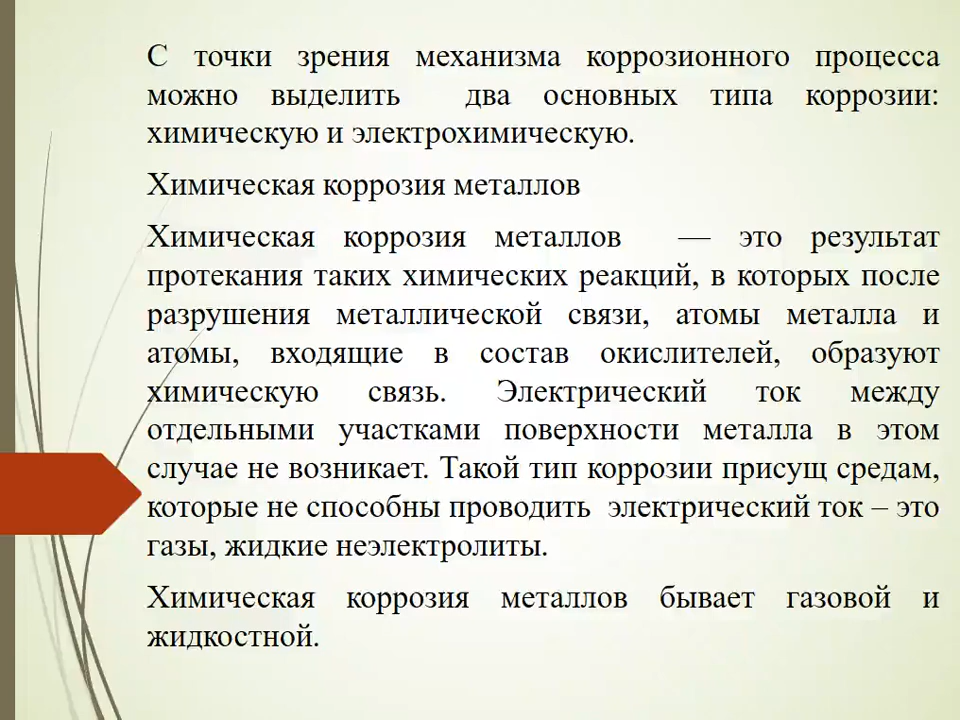 С точки зрения механизма коррозионного процесса
можно выделить два основных типа коррозии:
химическую и электрохимическую.
Химическая коррозия металлов
Химическая коррозия металлов — это результат
протекания таких химических реакций, в которых после
разрушения металлической связи, атомы металла и
атомы, входящие в состав окислителей, образуют
химическую связь. Электрический ток между
отдельными участками поверхности металла в этом
случае не возникает. Такой тип коррозии присущ средам,
которые не способны проводить электрический ток – это
газы, жидкие неэлектролиты.
Химическая коррозия металлов бывает газовой и
жидкостной.